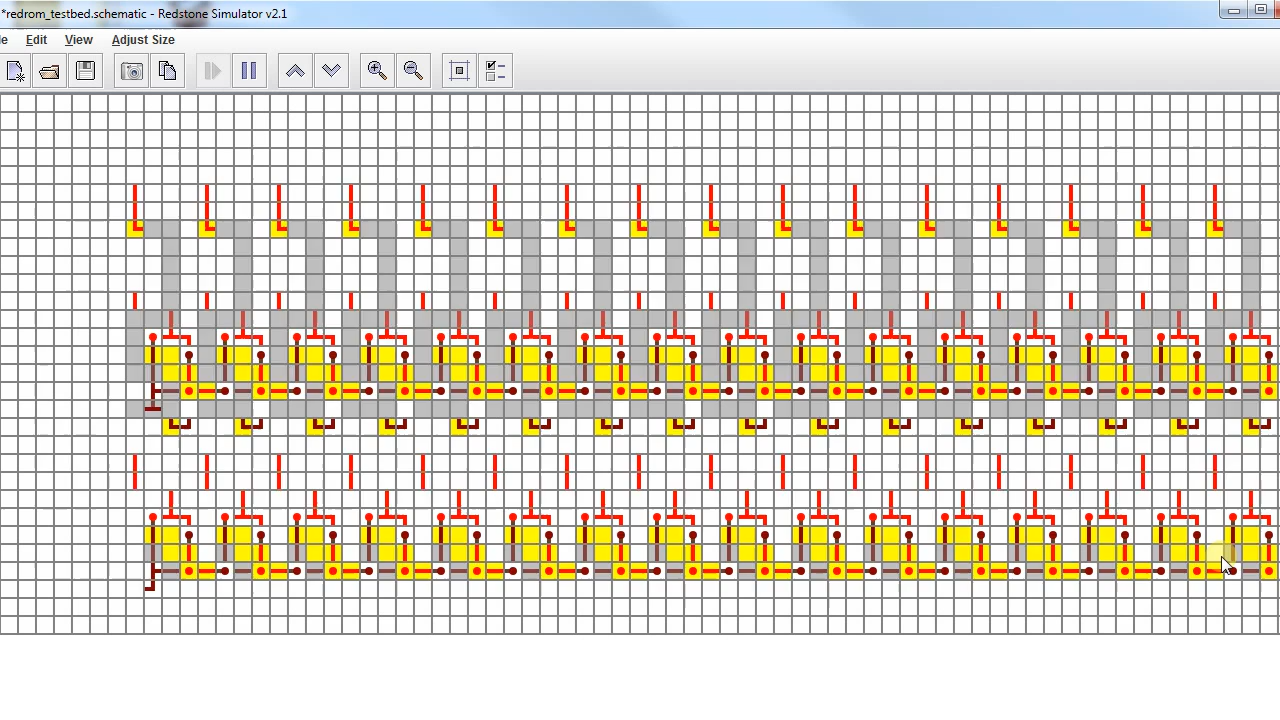 *redrom_testbed.schematic - Redstone Simulator v2.1
Edit View Adjust Size